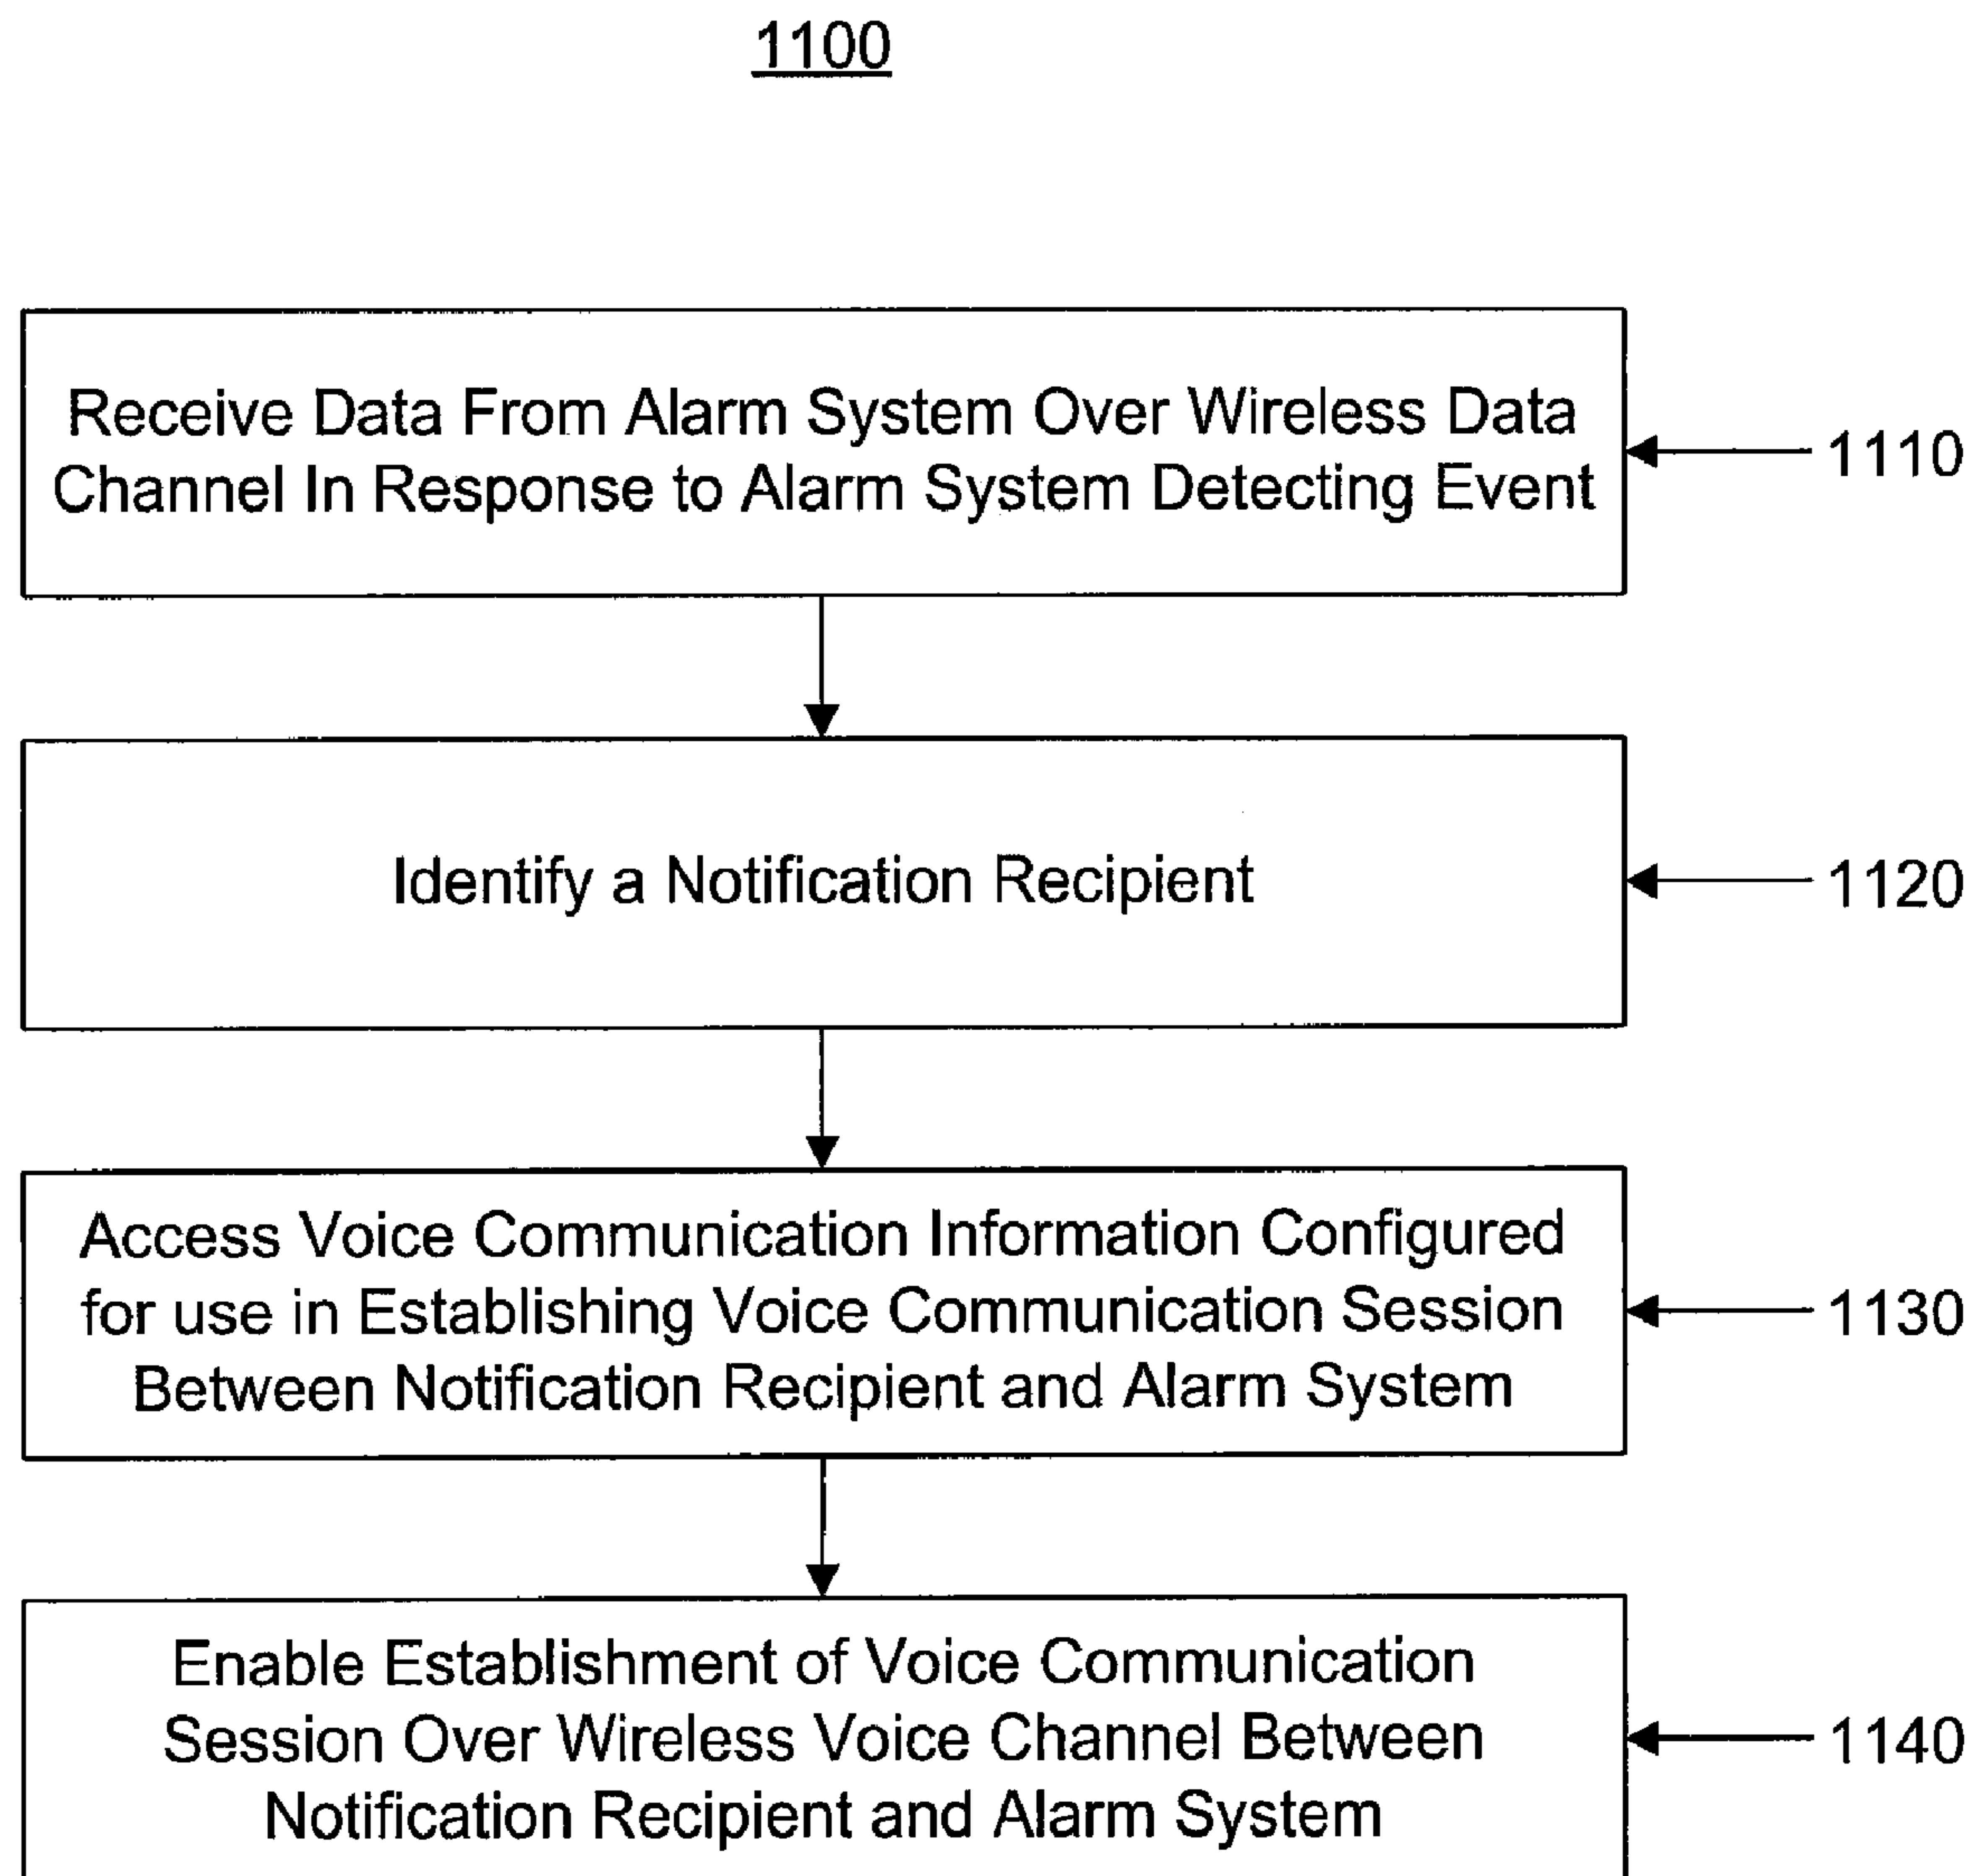 1100
Receive Data From Alarm System Over Wireless Data
Channel In Response to Alarm System Detecting Event
1110
Identify a Notification Recipient
1120
Access Voice Communication Information Configured
for use in Establishing Voice Communication Session
Between Notification Recipient and Alarm System
1130
Enable Establishment of Voice Communication
Session Over Wireless Voice Channel Between
Notification Recipient and Alarm System
1140